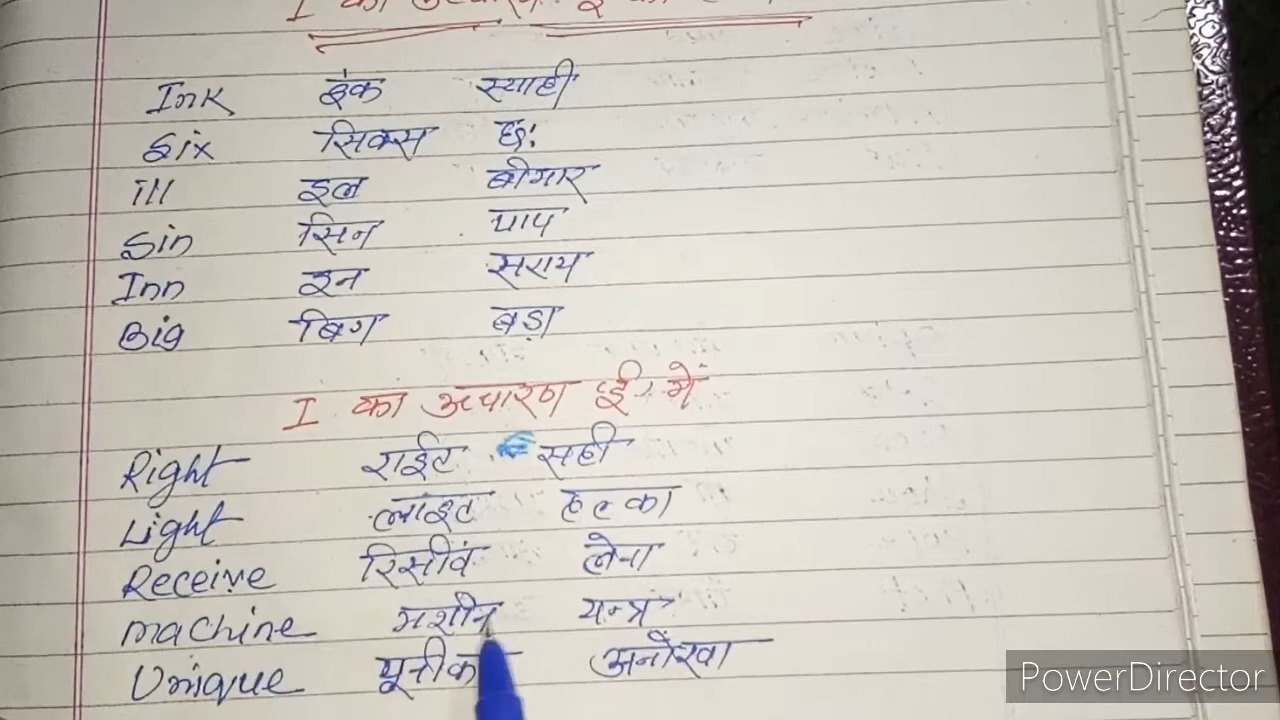 I का
Ink इंक स्याही
Six सिक्स छः
ill इल बीमार
Sin सिन पाप
Inn इन सराय
Big बिग बड़ा
I का उच्चारण ई में
Right राईट सही
Light लाइट हल्का
Receive रिसीव लेना
Machine मशीन यन्त्र
Unique यूनीक अनोखा
PowerDirector